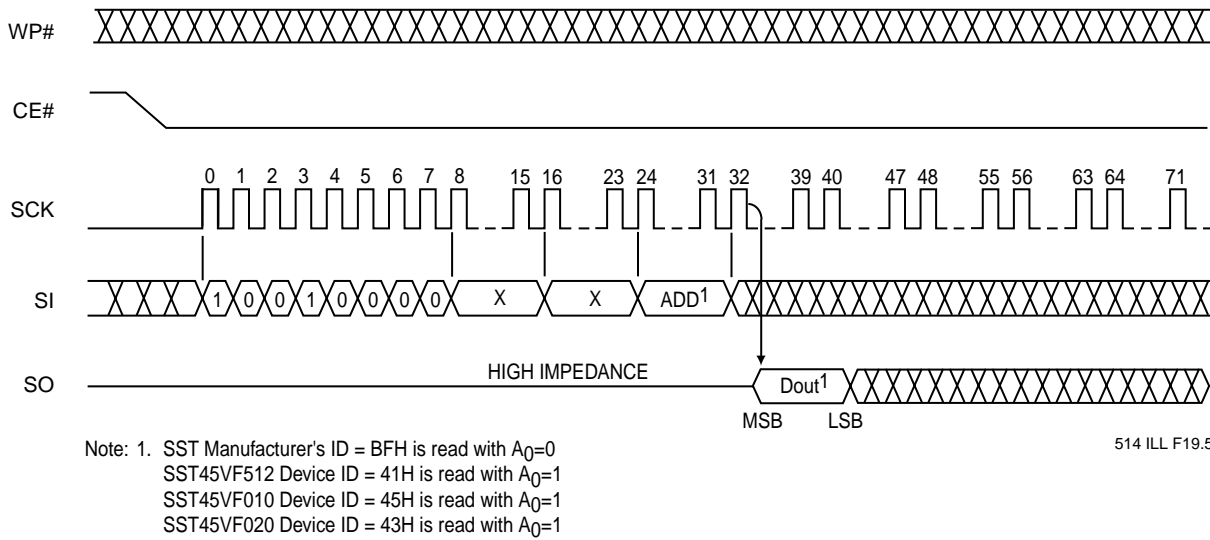 WP#
CE#
SCK 0 1 2 3 4 5 6 7 8 15 16 23 24 31 32 39 40 47 48 55 56 63 64 71
SI 1 0 0 1 0 0 0 0 X X ADD1
SO HIGH IMPEDANCE Dout1
MSB LSB
514 ILL F19.5
Note: 1. SST Manufacturer's ID = BFH is read with A0=0
SST45VF512 Device ID = 41H is read with A0=1
SST45VF010 Device ID = 45H is read with A0=1
SST45VF020 Device ID = 43H is read with A0=1